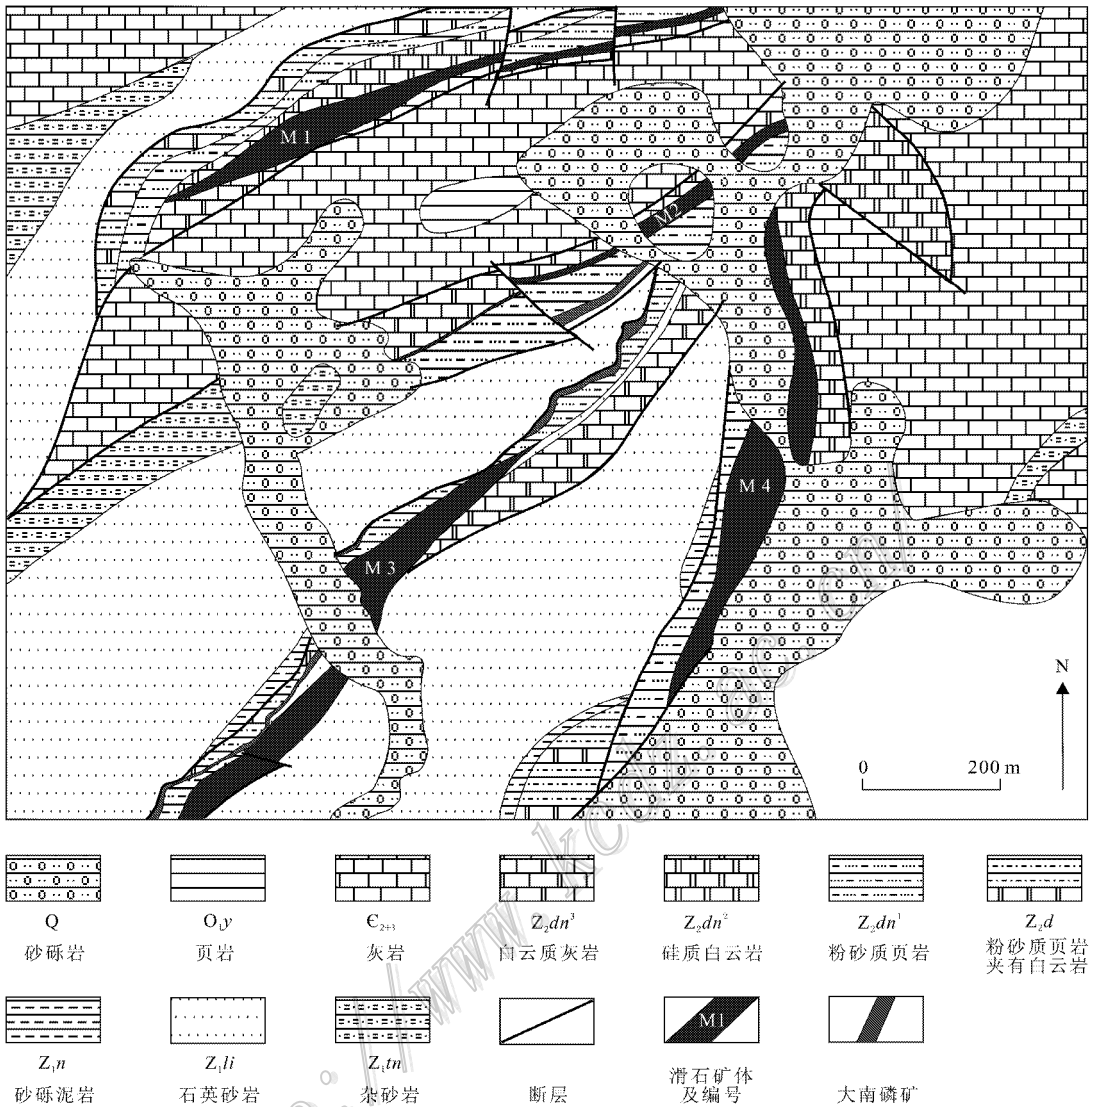 M 1
M2
M 4
M 3
N
0 200 m
Q
O₁y
Є₂₊₃
Z₂dn³
Z₂dn²
Z₂dn¹
Z₂d
砂砾岩
页岩
灰岩
白云质灰岩
硅质白云岩
粉砂质页岩
粉砂质页岩
夹有白云岩
M1
Z₁n
Z₁li
Z₁tn
砂砾泥岩
石英砂岩
杂砂岩
断层
滑石矿体
及编号
大南磷矿